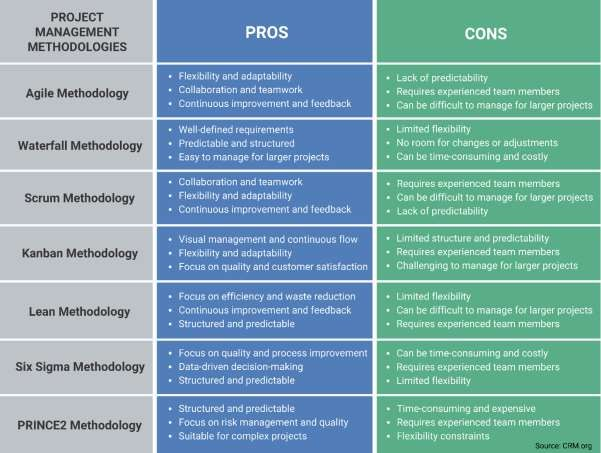 PROJECT
MANAGEMENT
METHODOLOGIES
PROS
CONS
Agile Methodology
• Flexibility and adaptability
• Collaboration and teamwork
• Continuous improvement and feedback
• Lack of predictability
• Requires experienced team members
• Can be difficult to manage for larger projects
Waterfall Methodology
• Well-defined requirements
• Predictable and structured
• Easy to manage for larger projects
• Limited flexibility
• No room for changes or adjustments
• Can be time-consuming and costly
Scrum Methodology
• Collaboration and teamwork
• Flexibility and adaptability
• Continuous improvement and feedback
• Requires experienced team members
• Can be difficult to manage for larger projects
• Lack of predictability
Kanban Methodology
• Visual management and continuous flow
• Flexibility and adaptability
• Focus on quality and customer satisfaction
• Limited structure and predictability
• Requires experienced team members
• Challenging to manage for larger projects
Lean Methodology
• Focus on efficiency and waste reduction
• Continuous improvement and feedback
• Structured and predictable
• Limited flexibility
• Can be difficult to manage for larger projects
• Requires experienced team members
Six Sigma Methodology
• Focus on quality and process improvement
• Data-driven decision-making
• Structured and predictable
• Can be time-consuming and costly
• Requires experienced team members
• Limited flexibility
PRINCE2 Methodology
• Structured and predictable
• Focus on risk management and quality
• Suitable for complex projects
• Time-consuming and expensive
• Requires experienced team members
• Flexibility constraints
Source: CRM.org